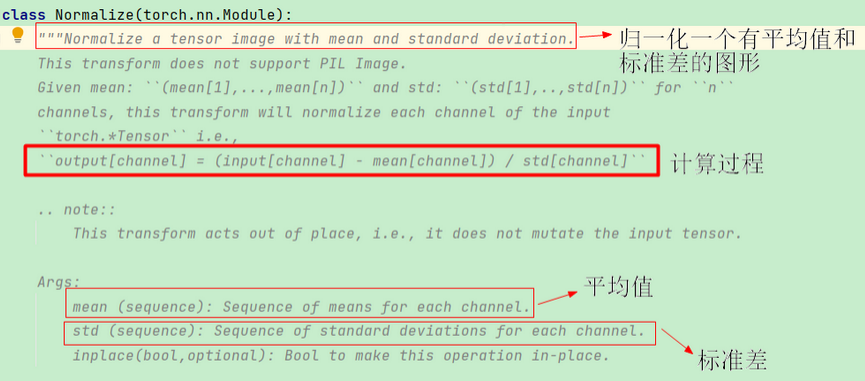 class Normalize(torch.nn.Module):
"""Normalize a tensor image with mean and standard deviation.
归一化一个有平均值和
标准差的图形
This transform does not support PIL Image.
Given mean: ``(mean[1],...,mean[n])`` and std: ``(std[1],..,std[n])`` for ``n``
channels, this transform will normalize each channel of the input
``torch.*Tensor`` i.e.,
``output[channel] = (input[channel] - mean[channel]) / std[channel]``
计算过程
.. note::
This transform acts out of place, i.e., it does not mutate the input tensor.
Args:
平均值
mean (sequence): Sequence of means for each channel.
std (sequence): Sequence of standard deviations for each channel.
inplace(bool,optional): Bool to make this operation in-place.
标准差